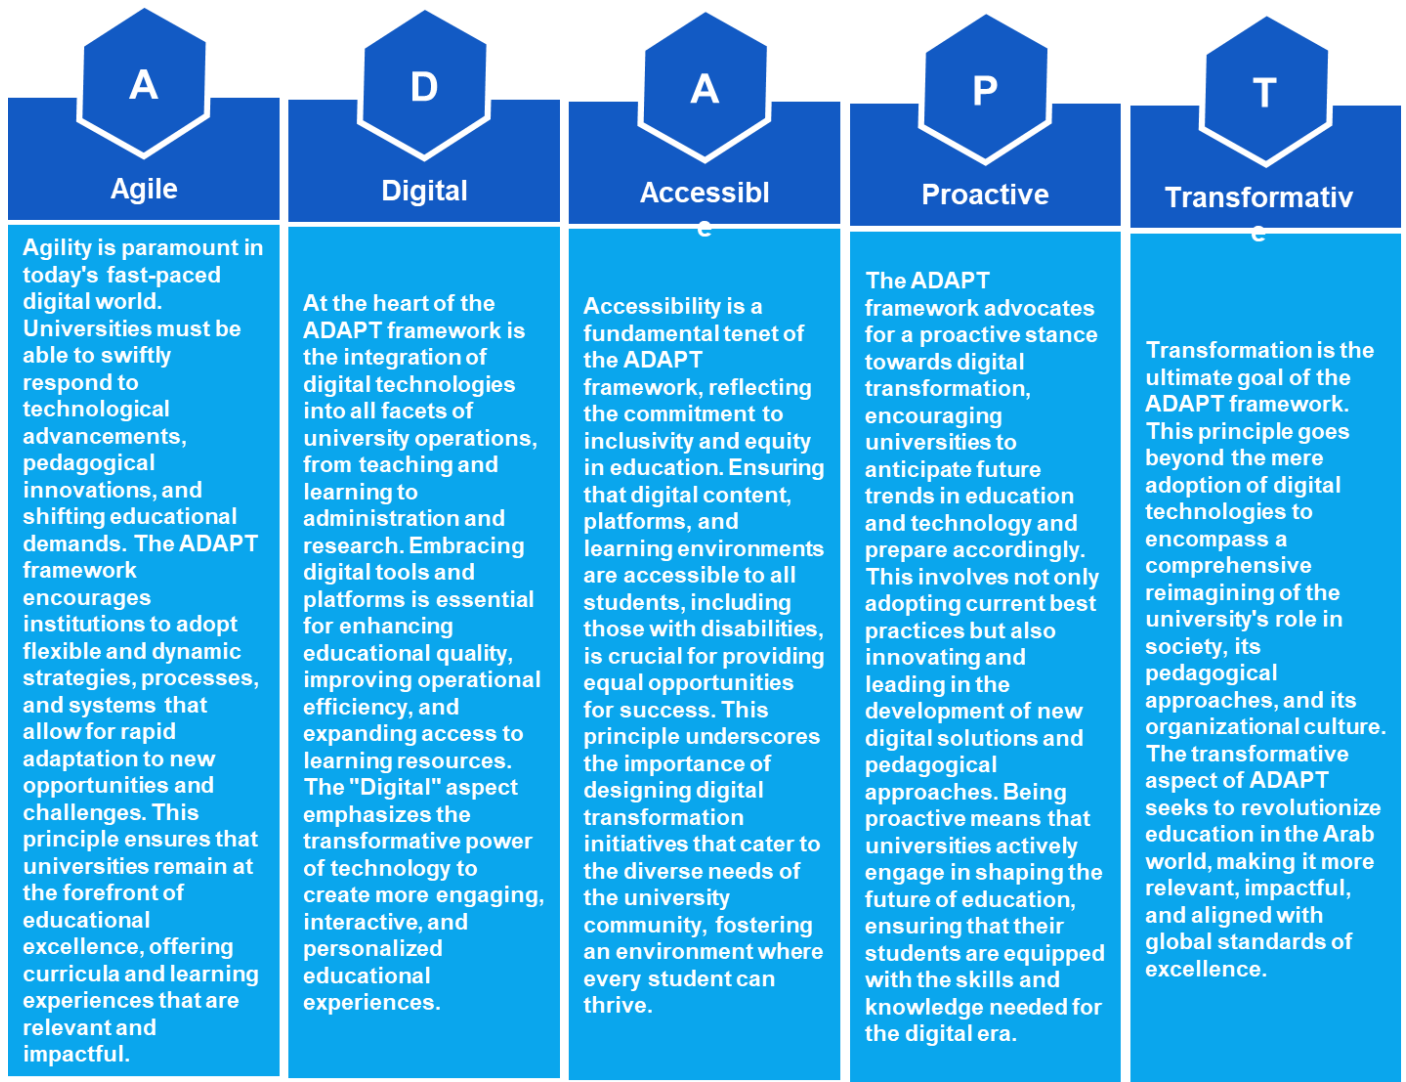 A
Agile
Agility is paramount in
today's fast-paced
digital world.
Universities must be
able to swiftly
respond to
technological
advancements,
pedagogical
innovations, and
shifting educational
demands. The ADAPT
framework
encourages
institutions to adopt
flexible and dynamic
strategies, processes,
and systems that
allow for rapid
adaptation to new
opportunities and
challenges. This
principle ensures that
universities remain at
the forefront of
educational
excellence, offering
curricula and learning
experiences that are
relevant and
impactful.
D
Digital
At the heart of the
ADAPT framework is
the integration of
digital technologies
into all facets of
university operations,
from teaching and
learning to
administration and
research. Embracing
digital tools and
platforms is essential
for enhancing
educational quality,
improving operational
efficiency, and
expanding access to
learning resources.
The "Digital" aspect
emphasizes the
transformative power
of technology to
create more engaging,
interactive, and
personalized
educational
experiences.
A
Accessibl
e
Accessibility is a
fundamental tenet of
the ADAPT
framework, reflecting
the commitment to
inclusivity and equity
in education. Ensuring
that digital content,
platforms, and
learning environments
are accessible to all
students, including
those with disabilities,
is crucial for providing
equal opportunities
for success. This
principle underscores
the importance of
designing digital
transformation
initiatives that cater to
the diverse needs of
the university
community, fostering
an environment where
every student can
thrive.
P
Proactive
The ADAPT
framework advocates
for a proactive stance
towards digital
transformation,
encouraging
universities to
anticipate future
trends in education
and technology and
prepare accordingly.
This involves not only
adopting current best
practices but also
innovating and
leading in the
development of new
digital solutions and
pedagogical
approaches. Being
proactive means that
universities actively
engage in shaping the
future of education,
ensuring that their
students are equipped
with the skills and
knowledge needed for
the digital era.
T
Transformativ
e
Transformation is the
ultimate goal of the
ADAPT framework.
This principle goes
beyond the mere
adoption of digital
technologies to
encompass a
comprehensive
reimagining of the
university's role in
society, its
pedagogical
approaches, and its
organizational culture.
The transformative
aspect of ADAPT
seeks to revolutionize
education in the Arab
world, making it more
relevant, impactful,
and aligned with
global standards of
excellence.